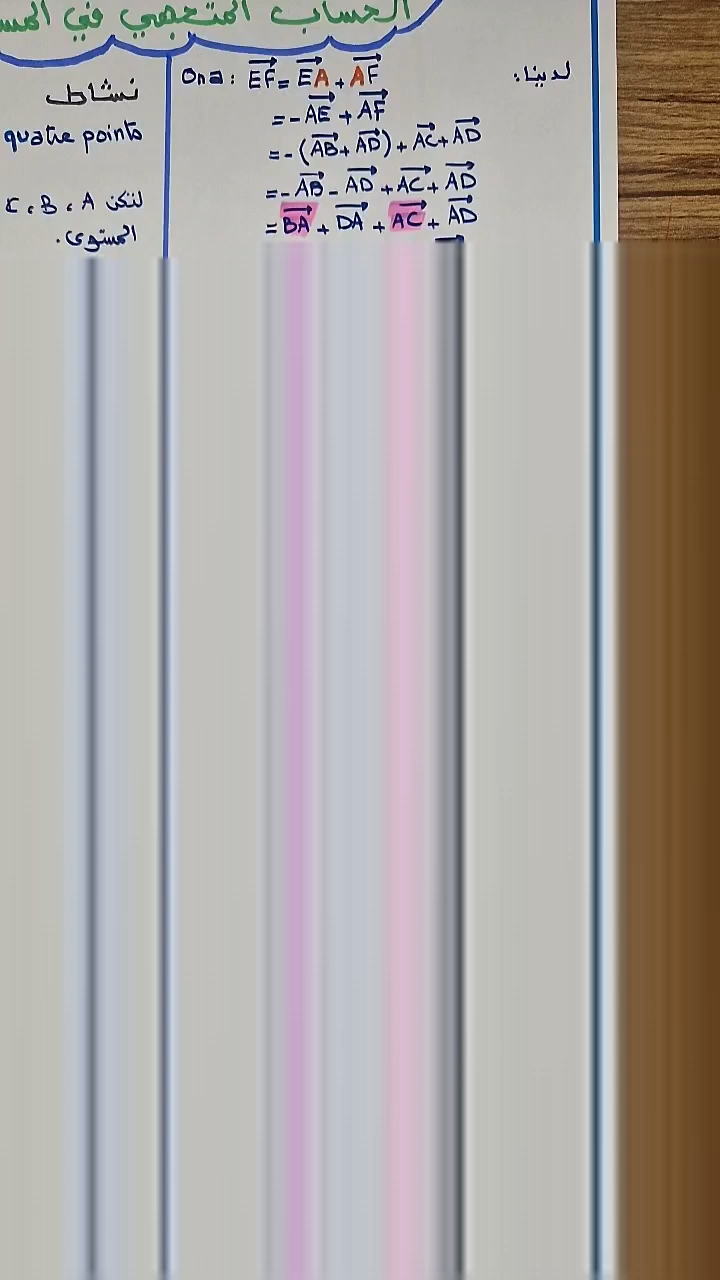 الحساب المتجهي في
نشاط
quatre points
لتكن A ، B ، C
المستوى.
On a : EF = EA + AF لدينا:
= - AE + AF
= - (AB + AD) + AC + AD
= - AB - AD + AC + AD
= BA + DA + AC + AD